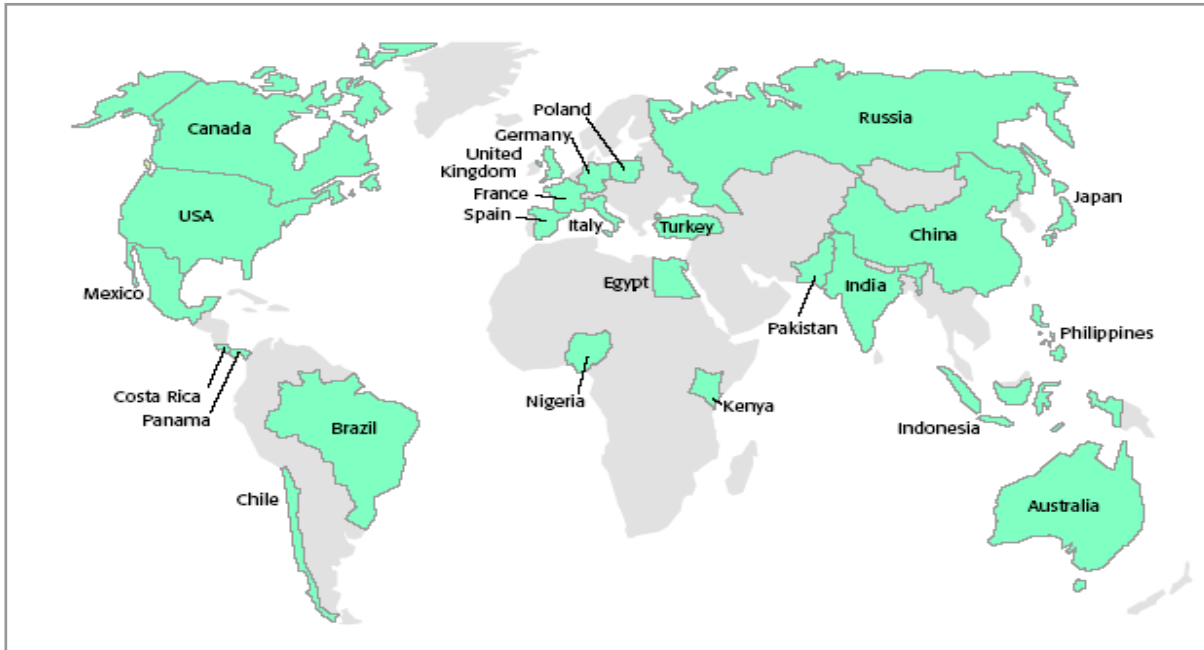 Poland
Russia
Canada
Germany
United
Kingdom
Japan
France
USA
Spain
Italy
Turkey
China
Egypt
India
Mexico
Pakistan
Philippines
Costa Rica
Nigeria
Kenya
Panama
Brazil
Indonesia
Chile
Australia